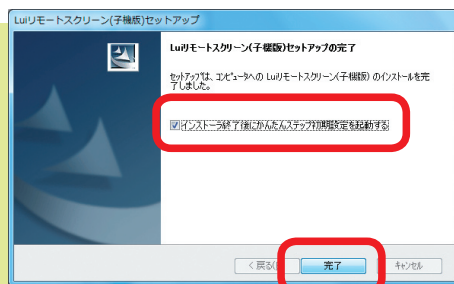 Luiリモートスクリーン(子機版)セットアップ
Luiリモートスクリーン(子機版)セットアップの完了
セットアップは、コンピュータへの Luiリモートスクリーン(子機版) のインストールを完
了しました。
インストーラ終了後にかんたんステップ初期設定を起動する
< 戻る(
完了
キャンセル